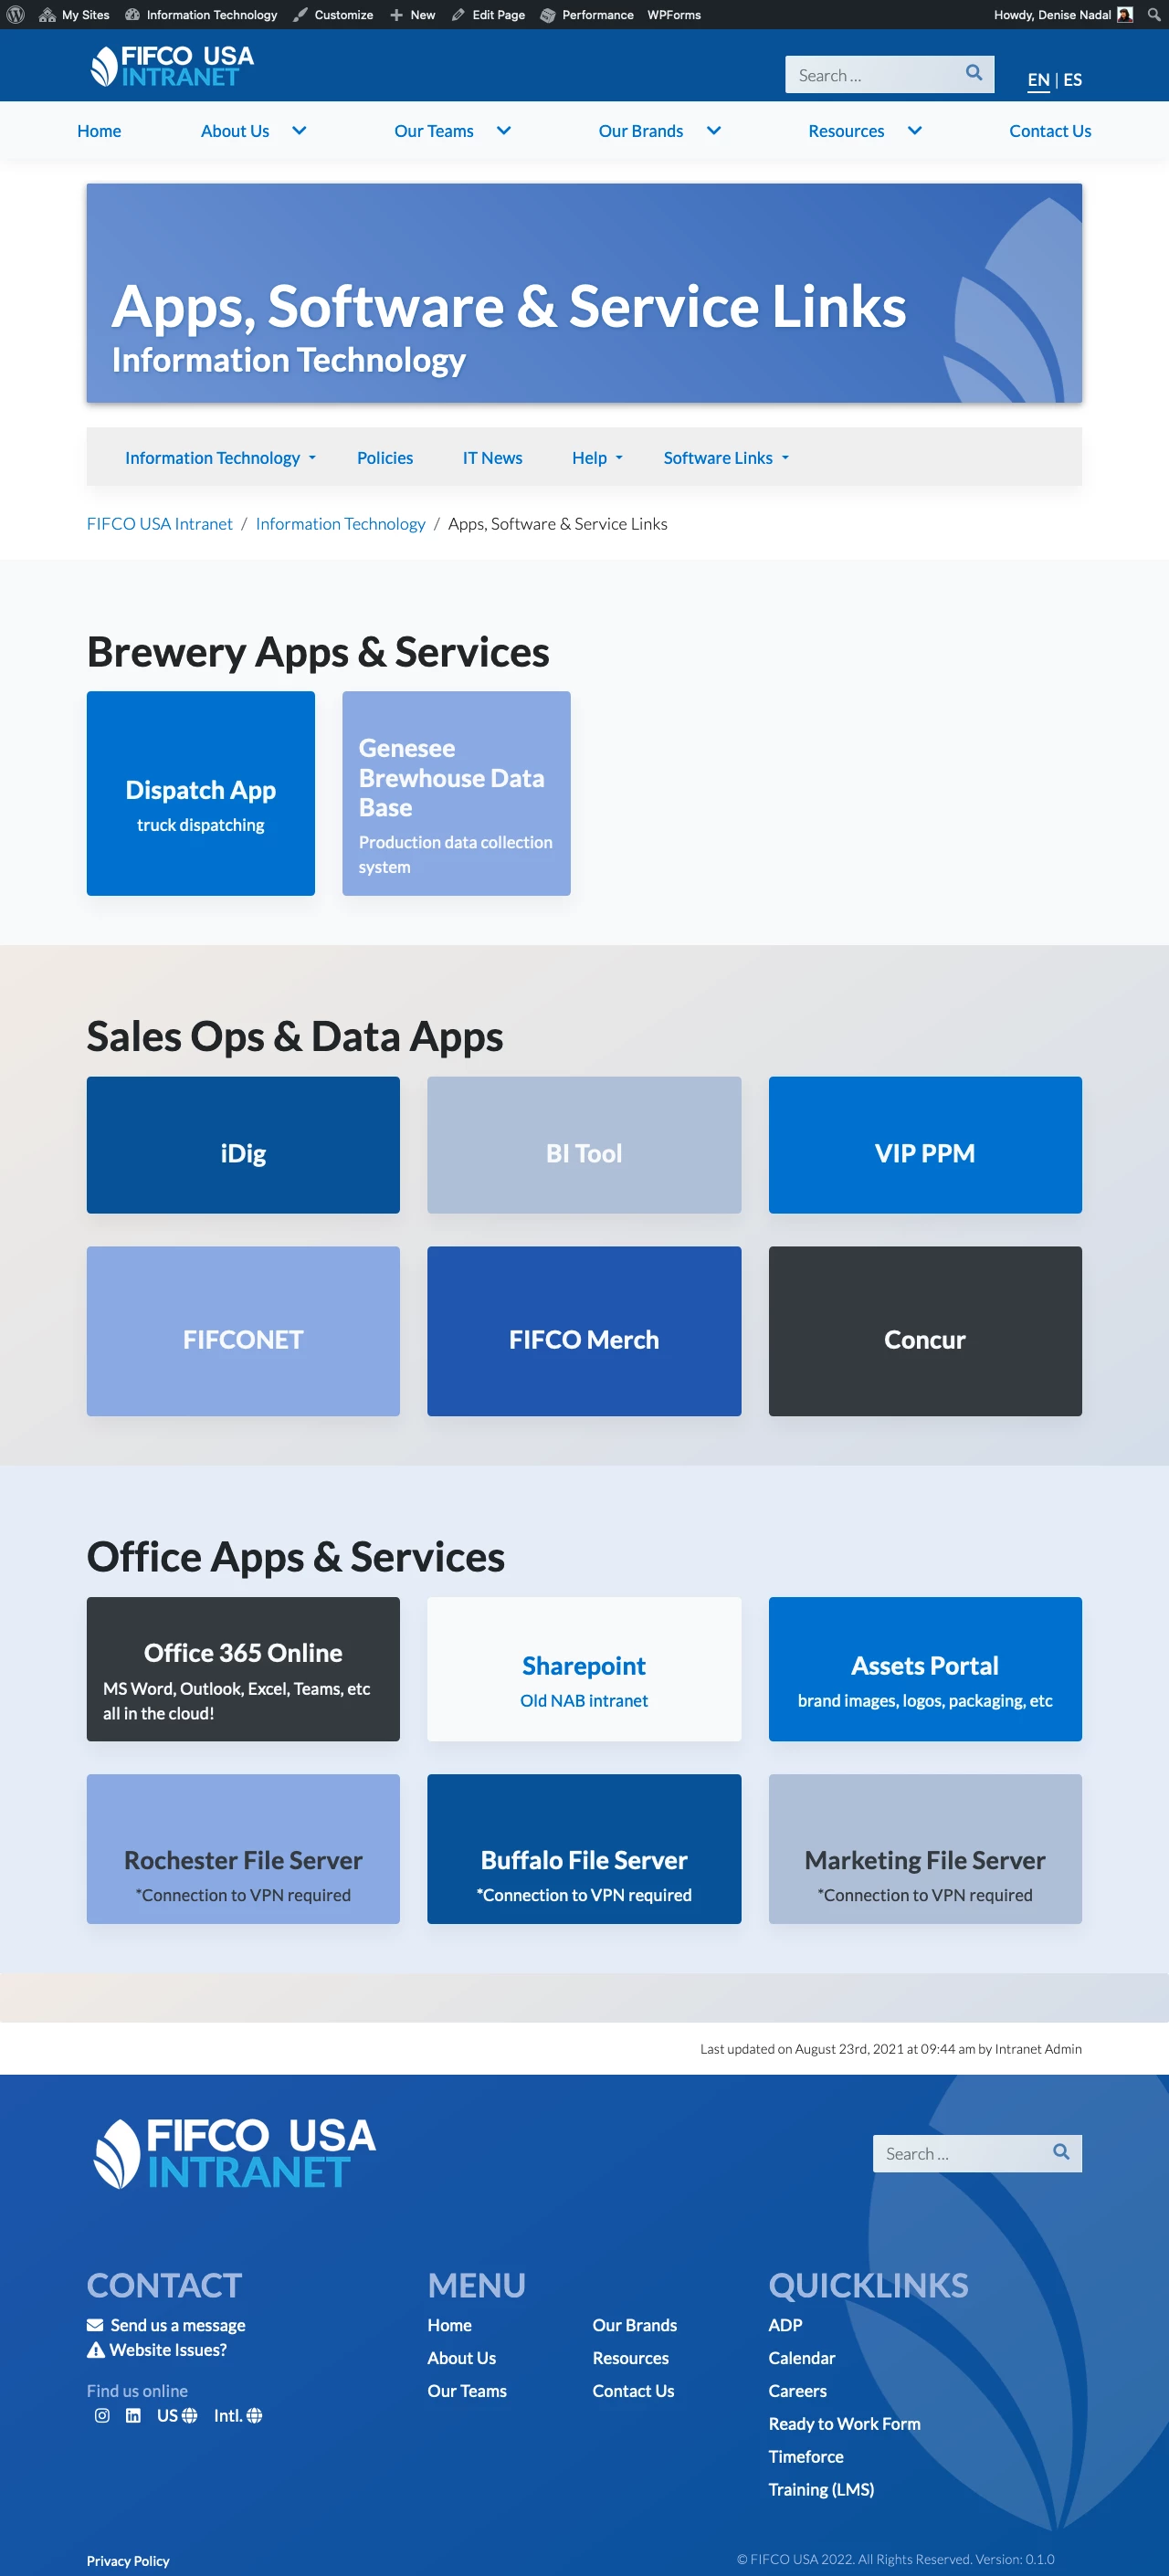 My Sites Information Technology Customize New Edit Page Performance WPForms Howdy, Denise Nadal
FIFCO USA
INTRANET
Search ...
EN | ES
Home About Us Our Teams Our Brands Resources Contact Us
Apps, Software & Service Links
Information Technology
Information Technology Policies IT News Help Software Links
FIFCO USA Intranet / Information Technology / Apps, Software & Service Links
Brewery Apps & Services
Dispatch App
truck dispatching
Genesee
Brewhouse Data
Base
Production data collection
system
Sales Ops & Data Apps
iDig
BI Tool
VIP PPM
FIFCONET
FIFCO Merch
Concur
Office Apps & Services
Office 365 Online
MS Word, Outlook, Excel, Teams, etc
all in the cloud!
Sharepoint
Old NAB intranet
Assets Portal
brand images, logos, packaging, etc
Rochester File Server
*Connection to VPN required
Buffalo File Server
*Connection to VPN required
Marketing File Server
*Connection to VPN required
Last updated on August 23rd, 2021 at 09:44 am by Intranet Admin
FIFCO USA
INTRANET
Search ...
CONTACT
Send us a message
Website Issues?
Find us online
US Intl.
MENU
Home
About Us
Our Teams
Our Brands
Resources
Contact Us
QUICKLINKS
ADP
Calendar
Careers
Ready to Work Form
Timeforce
Training (LMS)
Privacy Policy
© FIFCO USA 2022. All Rights Reserved. Version: 0.1.0